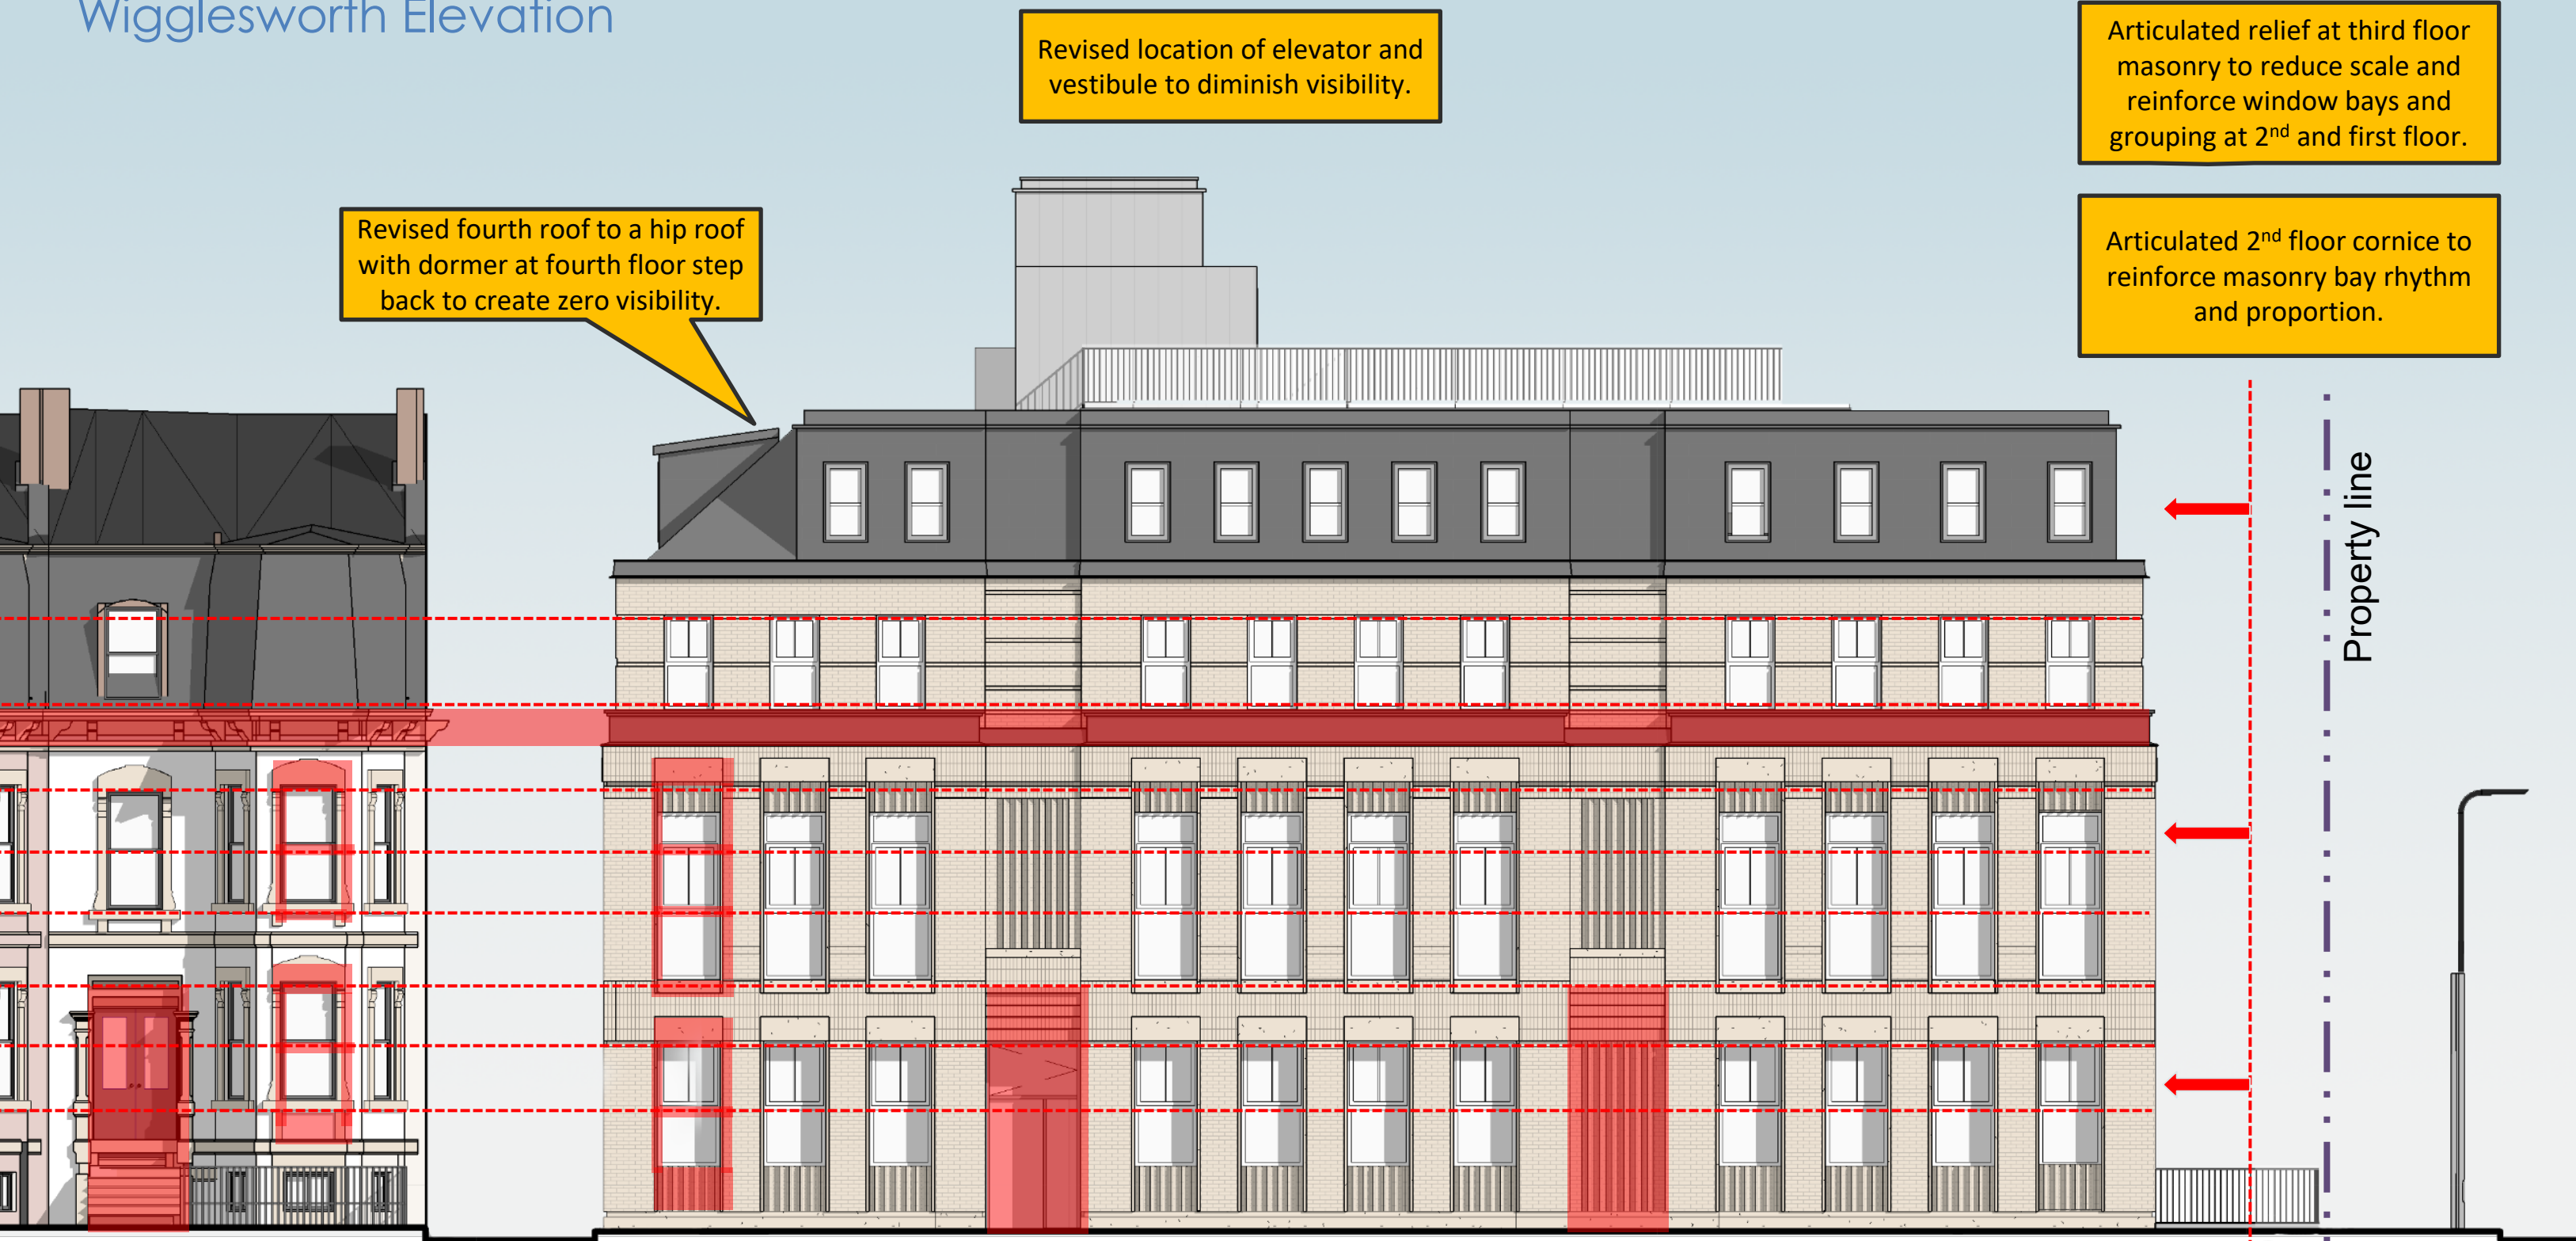 Wigglesworth Elevation
Revised location of elevator and
vestibule to diminish visibility.
Articulated relief at third floor
masonry to reduce scale and
reinforce window bays and
grouping at 2nd and first floor.
Revised fourth roof to a hip roof
with dormer at fourth floor step
back to create zero visibility.
Articulated 2nd floor cornice to
reinforce masonry bay rhythm
and proportion.
Property line